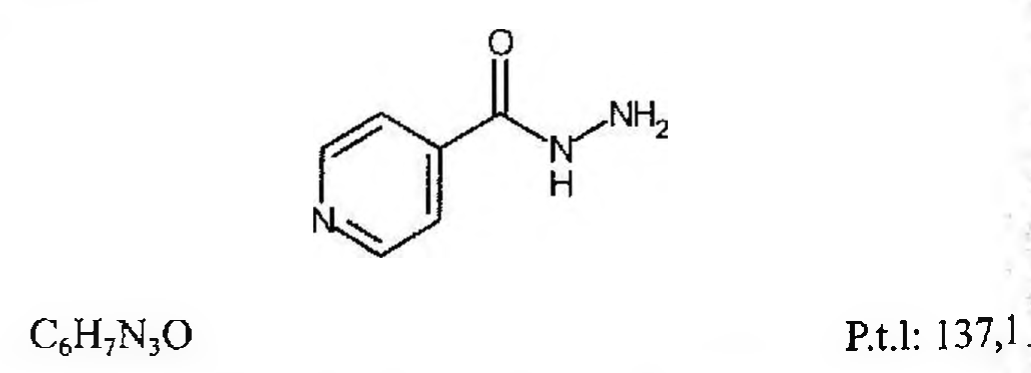 O
NH₂
N
H
N
C₆H₇N₃O P.t.l: 137,1